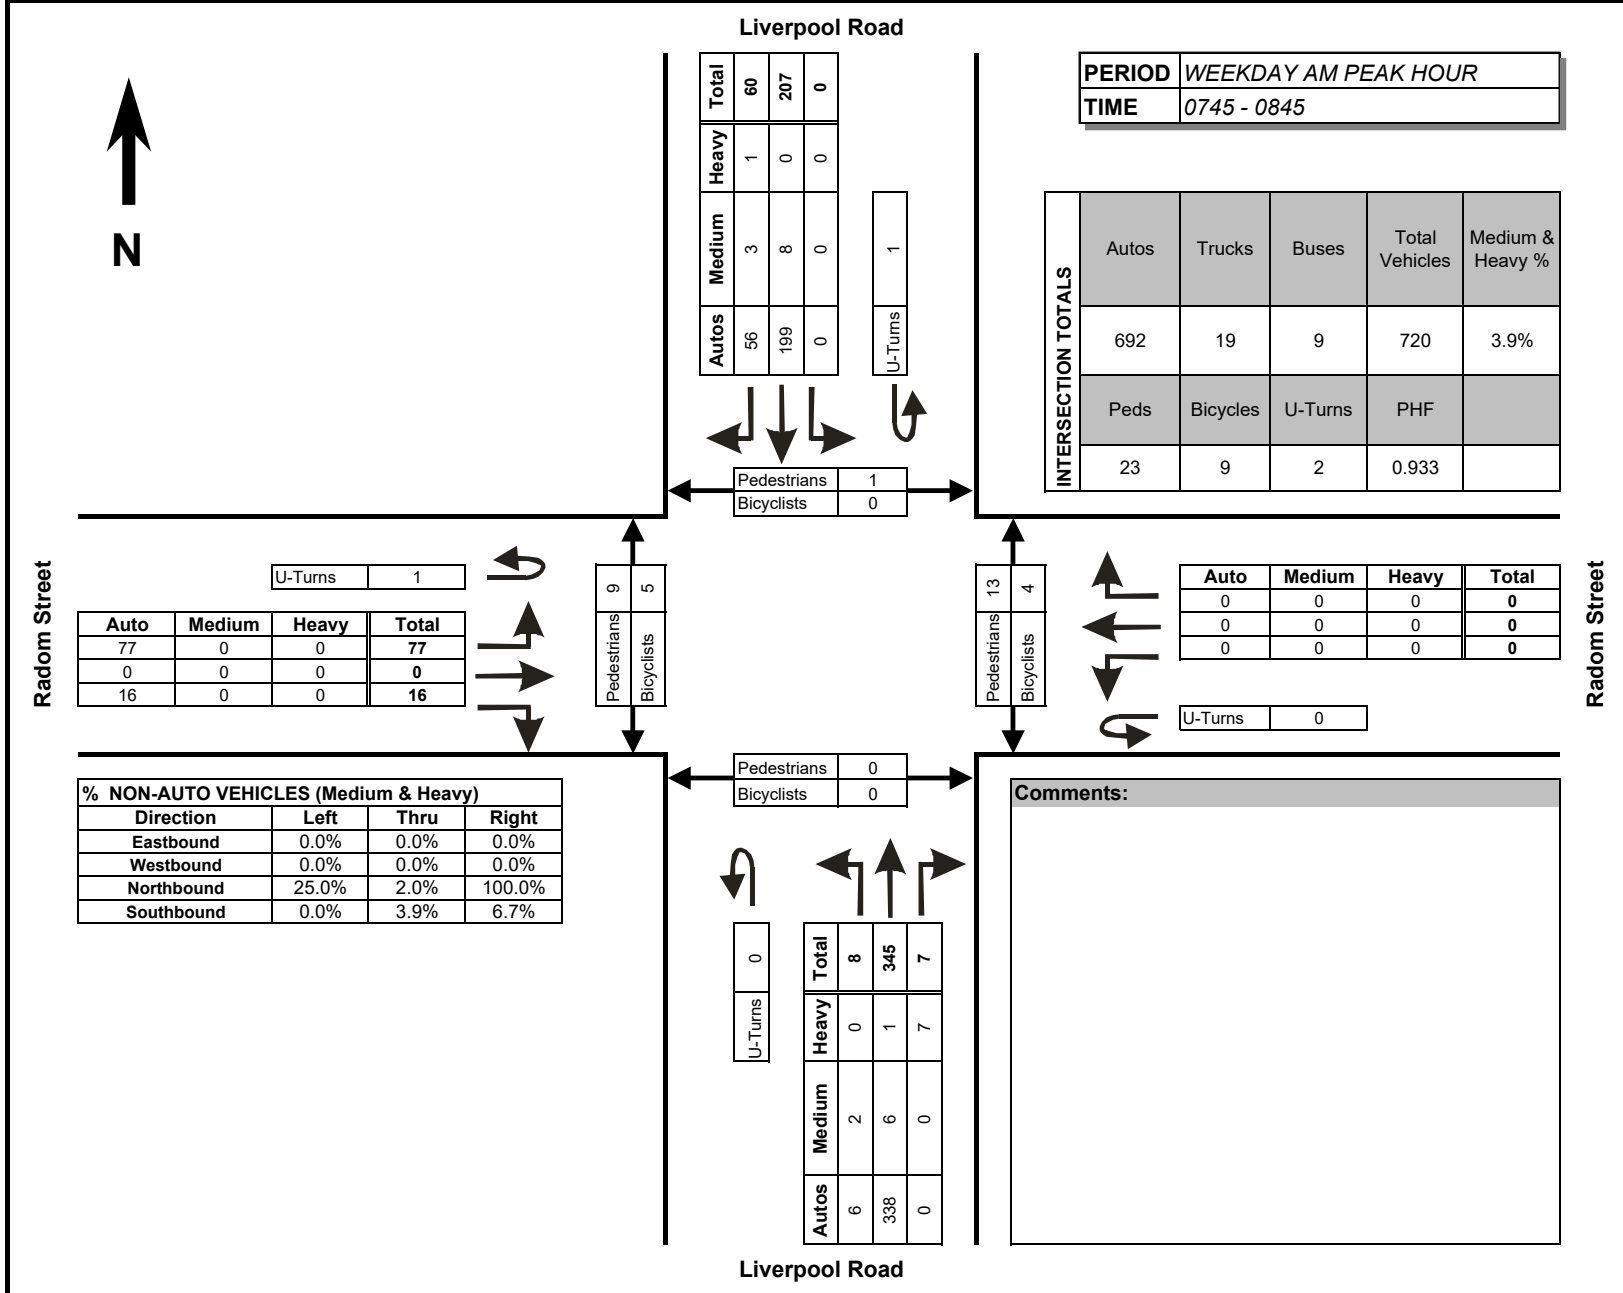 Liverpool Road
PERIOD WEEKDAY AM PEAK HOUR
TIME 0745 - 0845
N
Total 60 207 0
Heavy 1 0 0
Medium 3 8 0
Autos 56 199 0
U-Turns 1
INTERSECTION TOTALS
Autos Trucks Buses Total Vehicles Medium & Heavy %
692 19 9 720 3.9%
Peds Bicycles U-Turns PHF
23 9 2 0.933
Pedestrians 1
Bicyclists 0
Radom Street
U-Turns 1
Auto Medium Heavy Total
77 0 0 77
0 0 0 0
16 0 0 16
Pedestrians 9
Bicyclists 5
Pedestrians 13
Bicyclists 4
Auto Medium Heavy Total
0 0 0 0
0 0 0 0
0 0 0 0
U-Turns 0
Radom Street
Pedestrians 0
Bicyclists 0
% NON-AUTO VEHICLES (Medium & Heavy)
Direction Left Thru Right
Eastbound 0.0% 0.0% 0.0%
Westbound 0.0% 0.0% 0.0%
Northbound 25.0% 2.0% 100.0%
Southbound 0.0% 3.9% 6.7%
Comments:
U-Turns 0
Total 8 345 7
Heavy 0 1 7
Medium 2 6 0
Autos 6 338 0
Liverpool Road